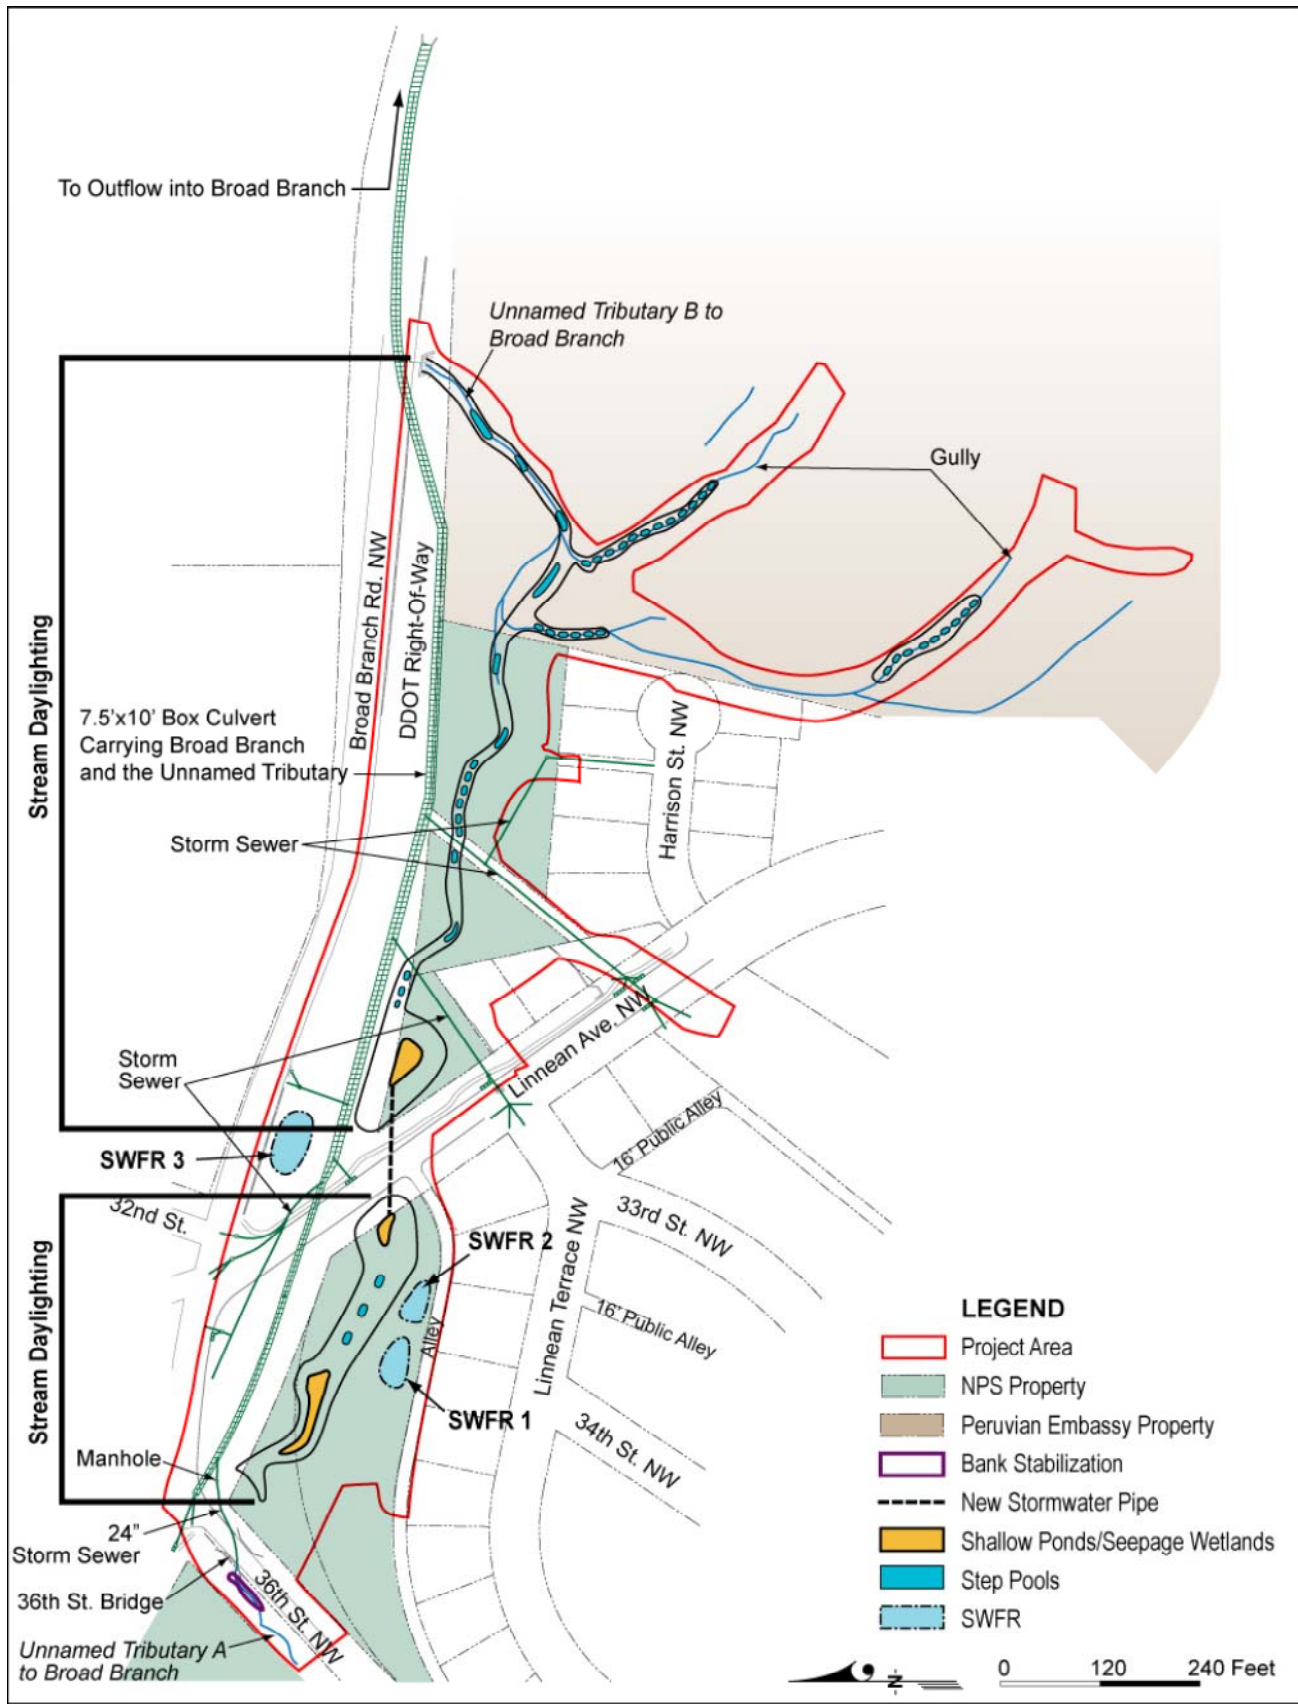 To Outflow into Broad Branch
Unnamed Tributary B to
Broad Branch
Gully
Stream Daylighting
Broad Branch Rd. NW
DDOT Right-Of-Way
7.5'x10' Box Culvert
Carrying Broad Branch
and the Unnamed Tributary
Harrison St. NW
Storm Sewer
Linnean Ave. NW
Storm
Sewer
16' Public Alley
SWFR 3
32nd St.
33rd St. NW
SWFR 2
Linnean Terrace NW
Stream Daylighting
Alley
16' Public Alley
SWFR 1
34th St. NW
Manhole
24"
Storm Sewer
36th St. Bridge
36th St. NW
Unnamed Tributary A
to Broad Branch
LEGEND
Project Area
NPS Property
Peruvian Embassy Property
Bank Stabilization
New Stormwater Pipe
Shallow Ponds/Seepage Wetlands
Step Pools
SWFR
N
0 120 240 Feet